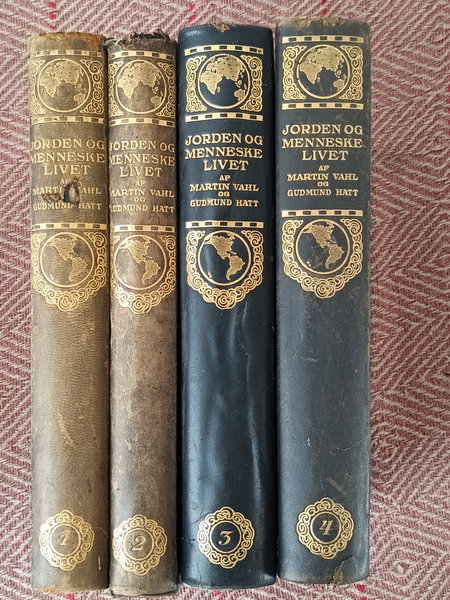 JORDEN OG
MENNESKE
LIVET
AF
MARTIN VAHL
OG
GUDMUND HATT
1
JORDEN OG
MENNESKE
LIVET
AF
MARTIN VAHL
OG
GUDMUND HATT
2
JORDEN OG
MENNESKE
LIVET
AF
MARTIN VAHL
OG
GUDMUND HATT
3
JORDEN OG
MENNESKE
LIVET
AF
MARTIN VAHL
OG
GUDMUND HATT
4